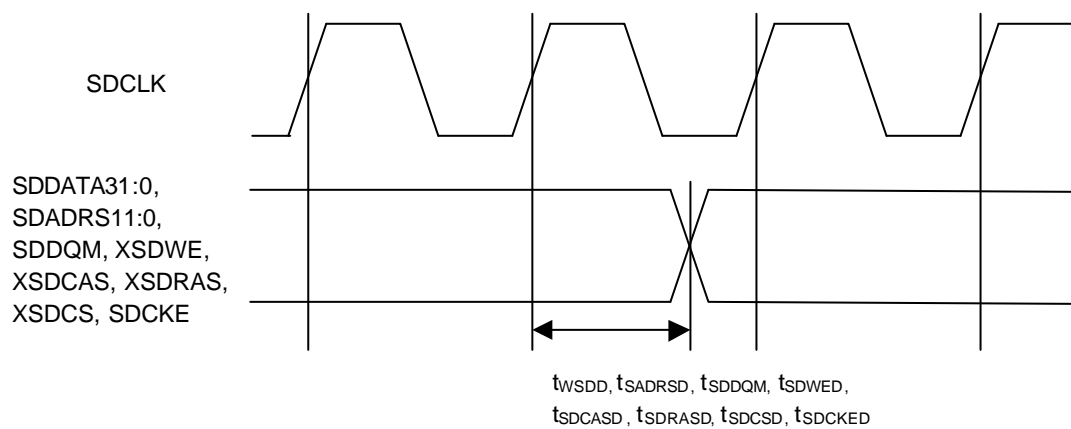 SDCLK
SDDATA31:0,
SDADRS11:0,
SDDQM, XSDWE,
XSDCAS, XSDRAS,
XSDCS, SDCKE
tWSDD, tSADRSD, tSDDQM, tSDWED,
tSDCASD, tSDRASD, tSDCSD, tSDCKED